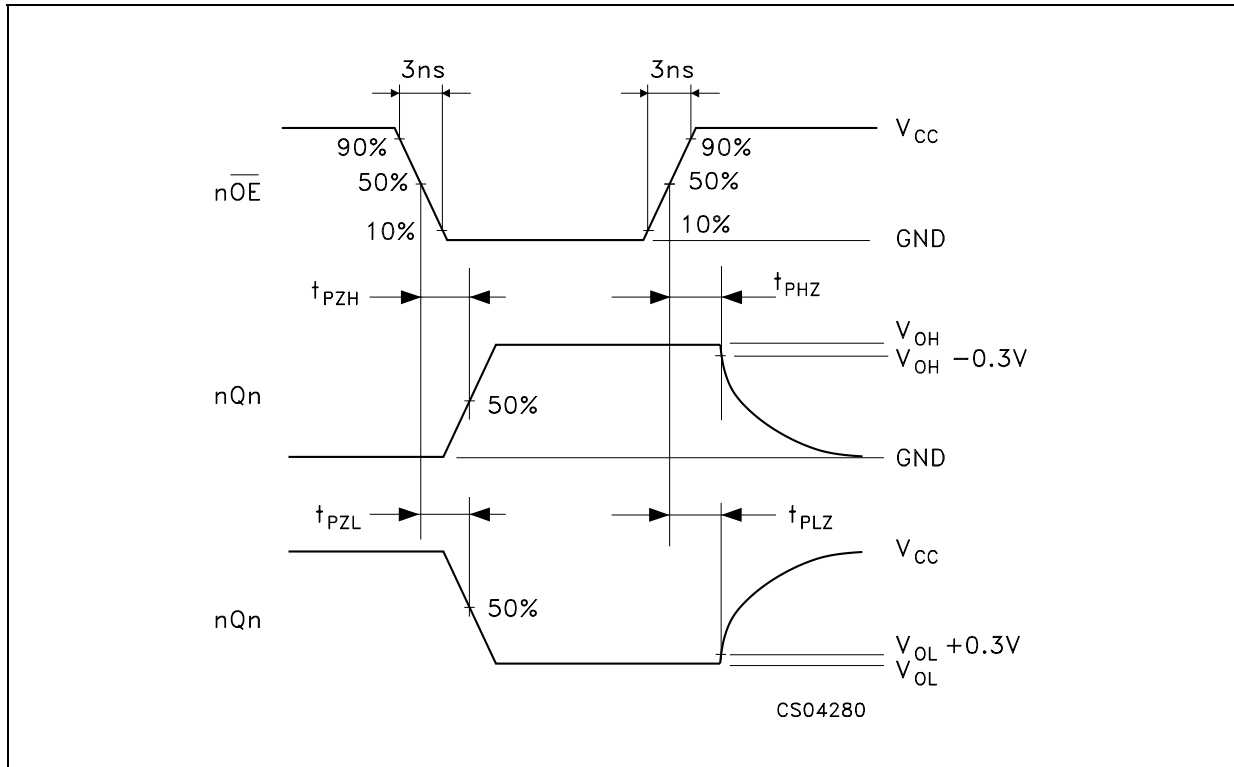 3ns 3ns
V_CC
90% 90%
nO̅E̅ 50% 50%
10% 10%
GND
t_PZH t_PHZ
V_OH
V_OH −0.3V
nQn 50%
GND
t_PZL t_PLZ
V_CC
nQn 50%
V_OL +0.3V
V_OL
CS04280